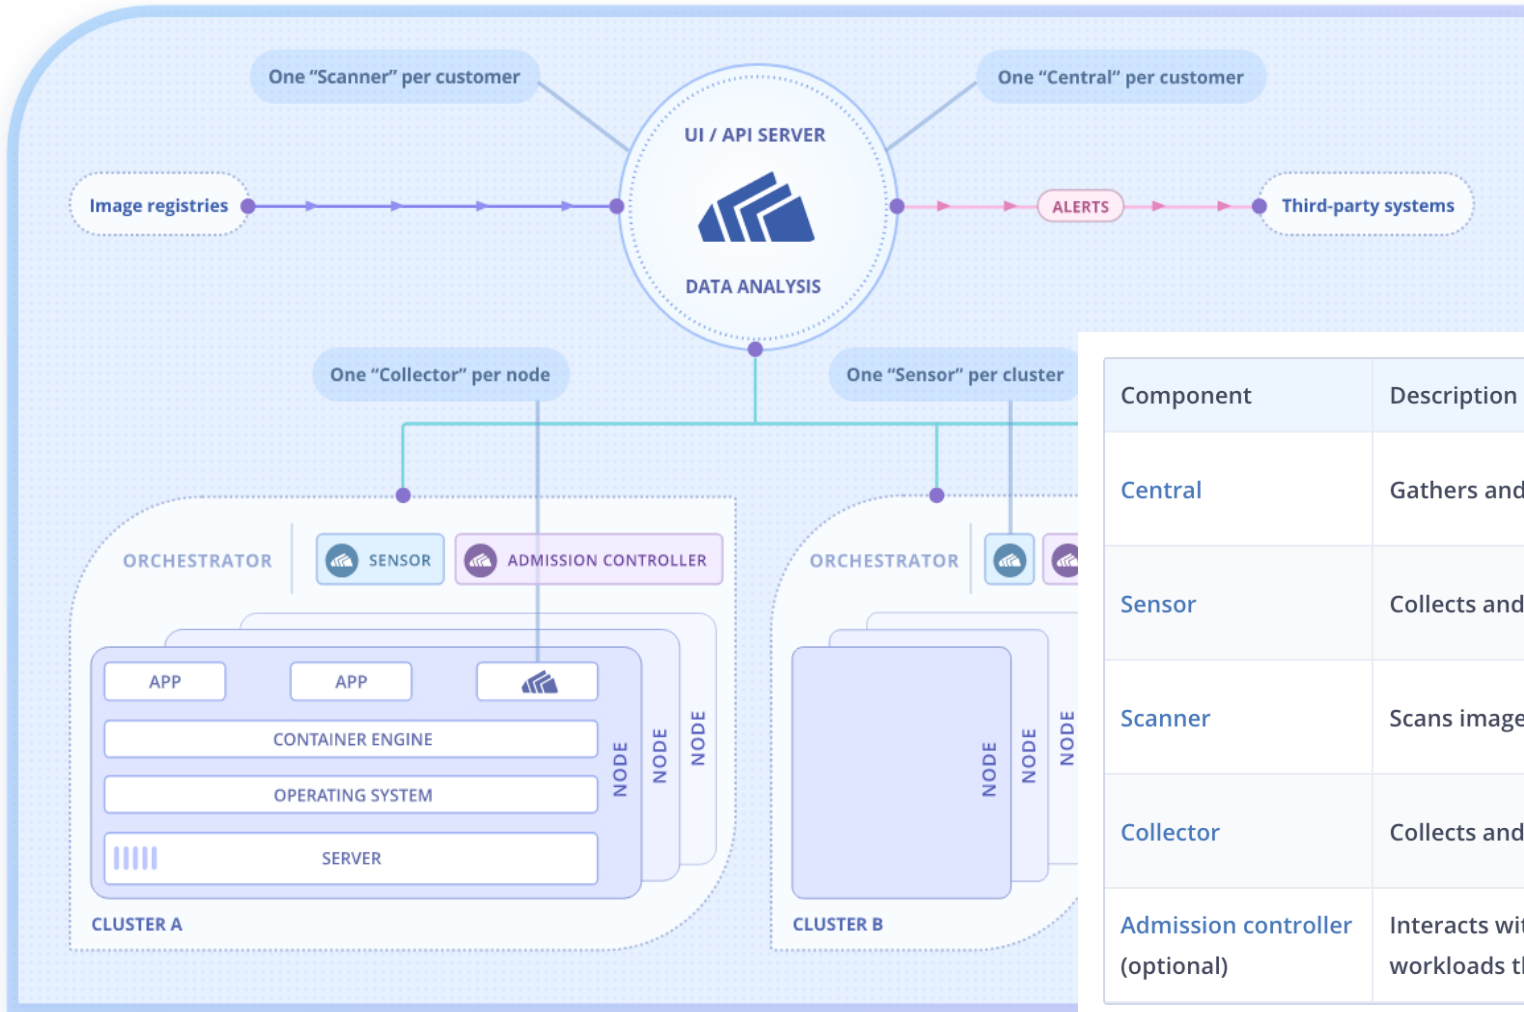 One “Scanner” per customer
One “Central” per customer
UI / API SERVER
Image registries
ALERTS
Third-party systems
DATA ANALYSIS
One “Collector” per node
One “Sensor” per cluster
ORCHESTRATOR
SENSOR
ADMISSION CONTROLLER
APP
APP
CONTAINER ENGINE
OPERATING SYSTEM
SERVER
NODE
NODE
NODE
CLUSTER A
ORCHESTRATOR
NODE
NODE
NODE
CLUSTER B
Component Description
Central Gathers and
Sensor Collects and
Scanner Scans image
Collector Collects and
Admission controller Interacts
(optional) workloads